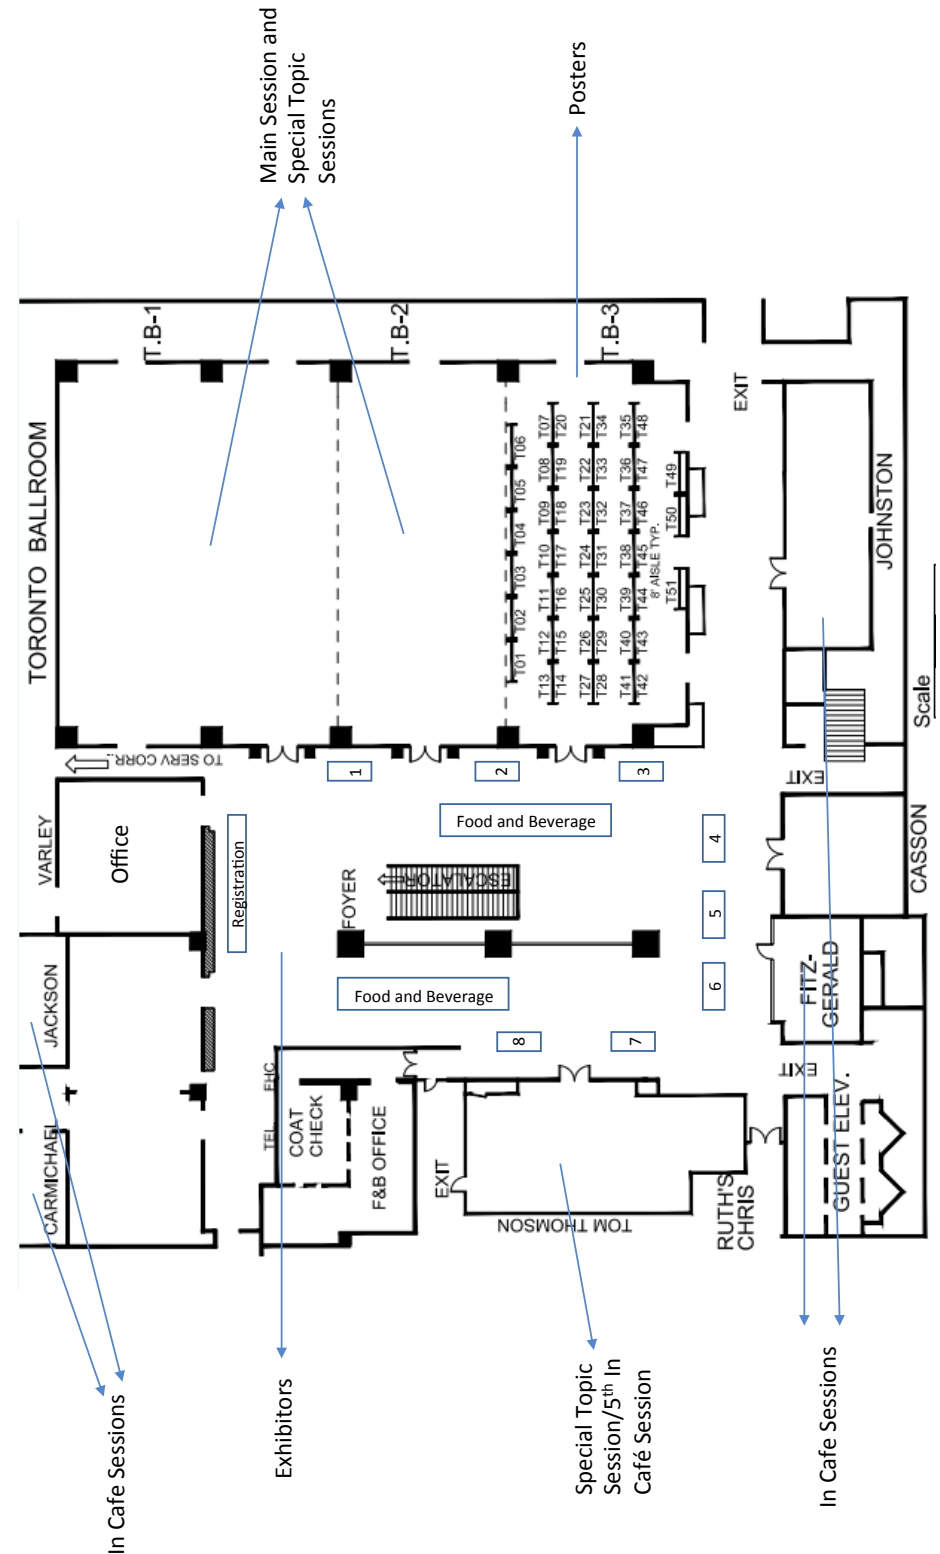 Main Session and
Special Topic
Sessions
Posters
TORONTO BALLROOM
T.B-1
T.B-2
T.B-3
T01 T02 T03 T04 T05 T06
T13 T12 T11 T10 T09 T08 T07
T14 T15 T16 T17 T18 T19 T20
T27 T26 T25 T24 T23 T22 T21
T28 T29 T30 T31 T32 T33 T34
T41 T40 T39 T38 T37 T36 T35
T42 T43 T44 T45 T46 T47 T48
8' AISLE TYP.
T51 T50 T49
EXIT
JOHNSTON
TO SERV CORR..
1
2
3
EXIT
Scale
VARLEY
Office
Registration
Food and Beverage
ESCALATOR
FOYER
4
5
6
CASSON
JACKSON
Food and Beverage
8
7
FITZ-
GERALD
EXIT
CARMICHAEL
TEL
FHC
COAT
CHECK
F&B OFFICE
EXIT
TOM THOMSON
RUTH'S
CHRIS
GUEST ELEV.
In Cafe Sessions
Exhibitors
Special Topic
Session/5th In
Café Session
In Cafe Sessions